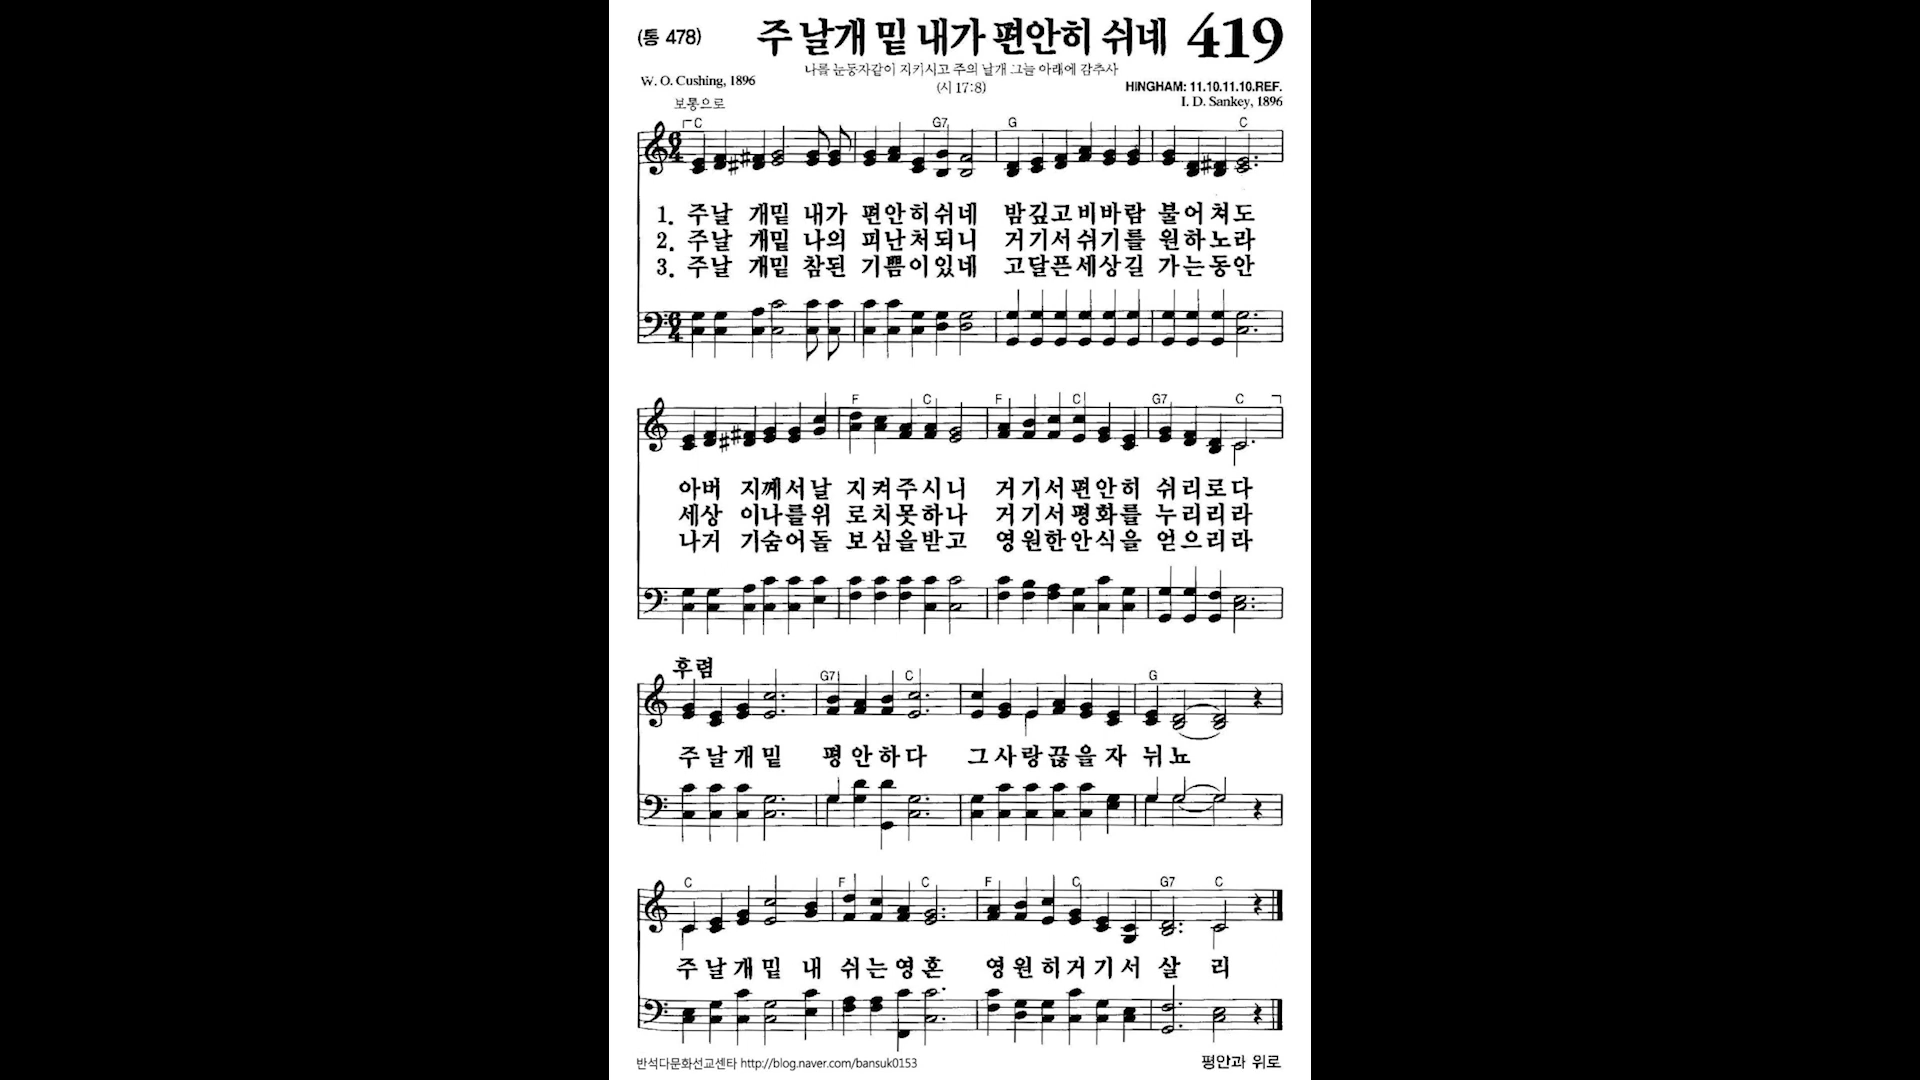 (통 478) 주 날개 밑 내가 편안히 쉬네 419
나를 눈동자같이 지키시고 주의 날개 그늘 아래에 감추사
W. O. Cushing, 1896 (시 17:8) HINGHAM: 11.10.11.10.REF.
보통으로 I. D. Sankey, 1896
C G7 G C
1. 주날 개밑 내가 편안히쉬네 밤깊고비바람 불어쳐도
2. 주날 개밑 나의 피난처되니 거기서쉬기를 원하노라
3. 주날 개밑 참된 기쁨이있네 고달픈세상길 가는동안
F C F C G7 C
아버 지께서날 지켜주시니 거기서편안히 쉬리로다
세상 이나를위 로치못하나 거기서평화를 누리리라
나거 기숨어돌 보심을받고 영원한안식을 얻으리라
후렴
G7 C G
주날개밑 평안하다 그사랑끊을자 뉘뇨
C F C F C G7 C
주날개밑 내 쉬는영혼 영원히거기서 살 리
반석다문화선교센타 http://blog.naver.com/bansuk0153 평안과 위로